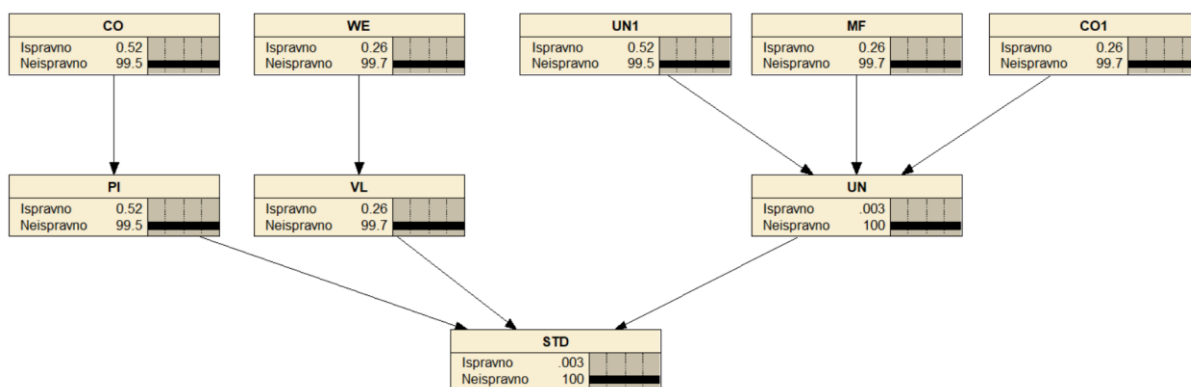 CO
Ispravno 0.52
Neispravno 99.5
WE
Ispravno 0.26
Neispravno 99.7
UN1
Ispravno 0.52
Neispravno 99.5
MF
Ispravno 0.26
Neispravno 99.7
CO1
Ispravno 0.26
Neispravno 99.7
PI
Ispravno 0.52
Neispravno 99.5
VL
Ispravno 0.26
Neispravno 99.7
UN
Ispravno .003
Neispravno 100
STD
Ispravno .003
Neispravno 100